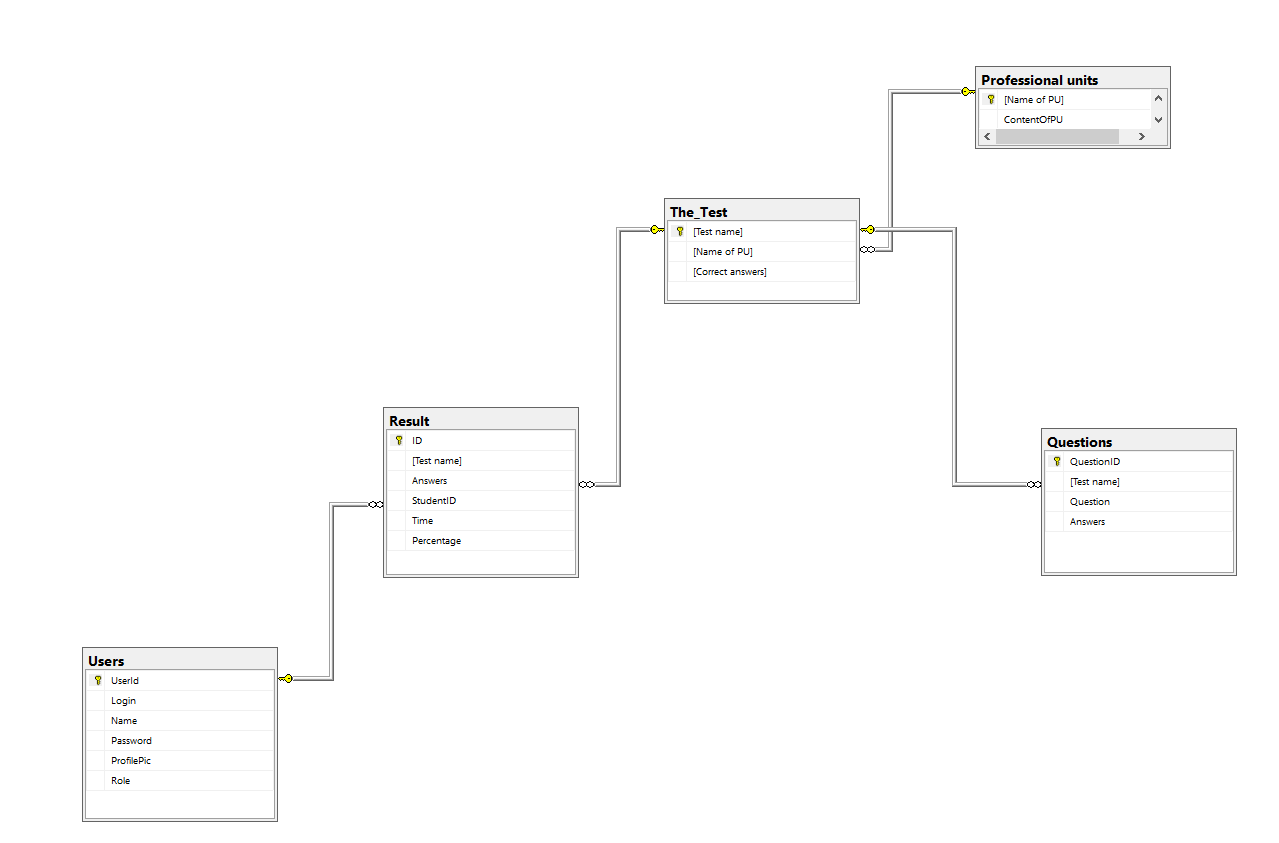 Professional units
[Name of PU]
ContentOfPU
The_Test
[Test name]
[Name of PU]
[Correct answers]
Result
ID
[Test name]
Answers
StudentID
Time
Percentage
Questions
QuestionID
[Test name]
Question
Answers
Users
UserId
Login
Name
Password
ProfilePic
Role